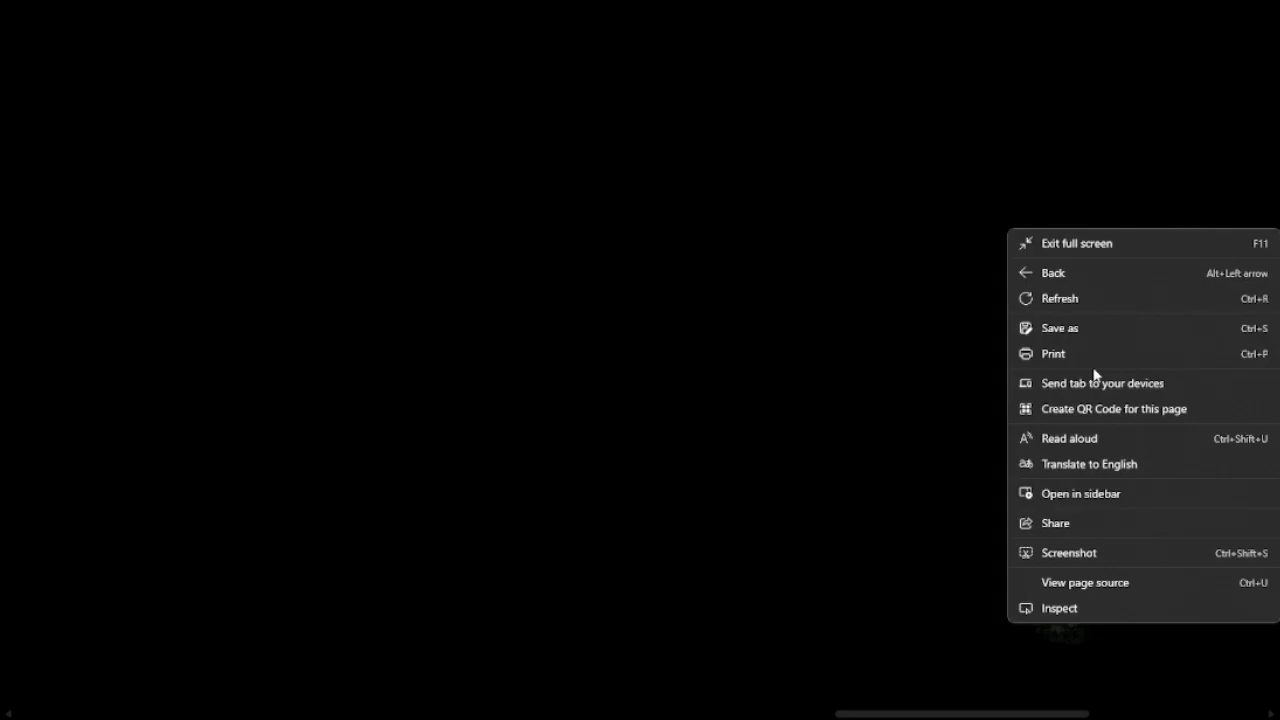 Exit full screen F11
Back Alt+Left arrow
Refresh Ctrl+R
Save as Ctrl+S
Print Ctrl+P
Send tab to your devices
Create QR Code for this page
Read aloud Ctrl+Shift+U
Translate to English
Open in sidebar
Share
Screenshot Ctrl+Shift+S
View page source Ctrl+U
Inspect